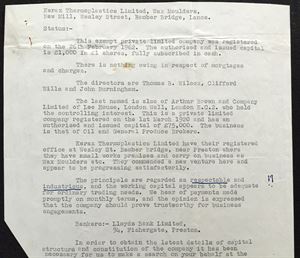 Kerax Thermoplastics Limited, Wax Moulders,
New Mill, Wesley Street, Bamber Bridge, Lancs.
Status:-
This exempt private limited company was registered
on the 26th February 1962. The authorised and issued capital
is £1,000 in £1 shares, fully subscribed in cash.
There is nothing owing in respect of mortgages
and charges.
The directors are Thomas B. Wilcox, Clifford
Mills and John Burningham.
The last named is also of Arthur Brown and Company
Limited of Lee House, London Wall, London E.C.2. who hold
the controlling interest. This is a private limited
company registered on the 1st March 1920 and has an
authorised and issued capital of £75,000. The business
is that of Oil and General Produce Brokers.
Kerax Thermoplastics Limited have their registered
office at Wesley St. Bamber Bridge, near Preston where
they have small works premises and carry on business as
Wax Moulders etc. They commenced a new venture here and
appear to be progressing satisfactorily.
The principals are regarded as respectable and
industrious, and the working capital appears to be adequate
for ordinary trading needs. We hear of payments made
promptly on monthly terms, and the opinion is expressed
that the company should prove trustworthy for business
engagements.
Bankers:- Lloyds Bank Limited,
Fishergate, Preston.
In order to obtain the latest details of capital
structure and constitution of the company it has been
necessary for us to make a search on your behalf at the